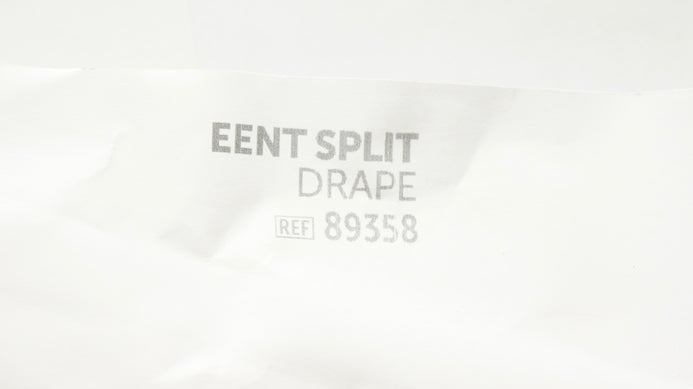 EENT SPLIT
DRAPE
REF 89358